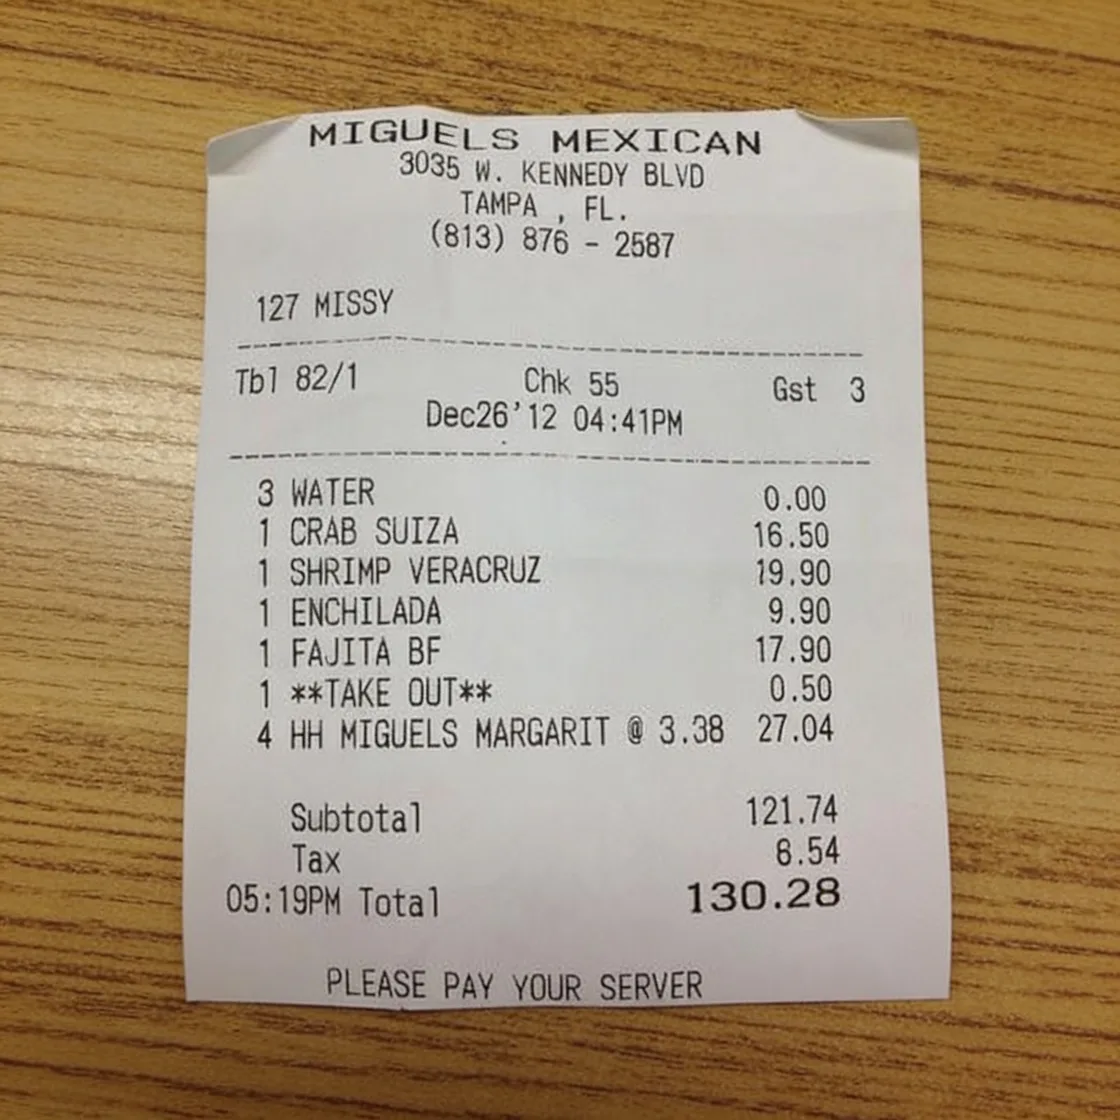 MIGUELS MEXICAN
3035 W. KENNEDY BLVD
TAMPA , FL.
(813) 876 - 2587
127 MISSY
Tbl 82/1 Chk 55 Gst 3
Dec26'12 04:41PM
3 WATER 0.00
1 CRAB SUIZA 16.50
1 SHRIMP VERACRUZ 19.90
1 ENCHILADA 9.90
1 FAJITA BF 17.90
1 **TAKE OUT** 0.50
4 HH MIGUELS MARGARIT @ 3.38 27.04
Subtotal 121.74
Tax 8.54
05:19PM Total 130.28
PLEASE PAY YOUR SERVER